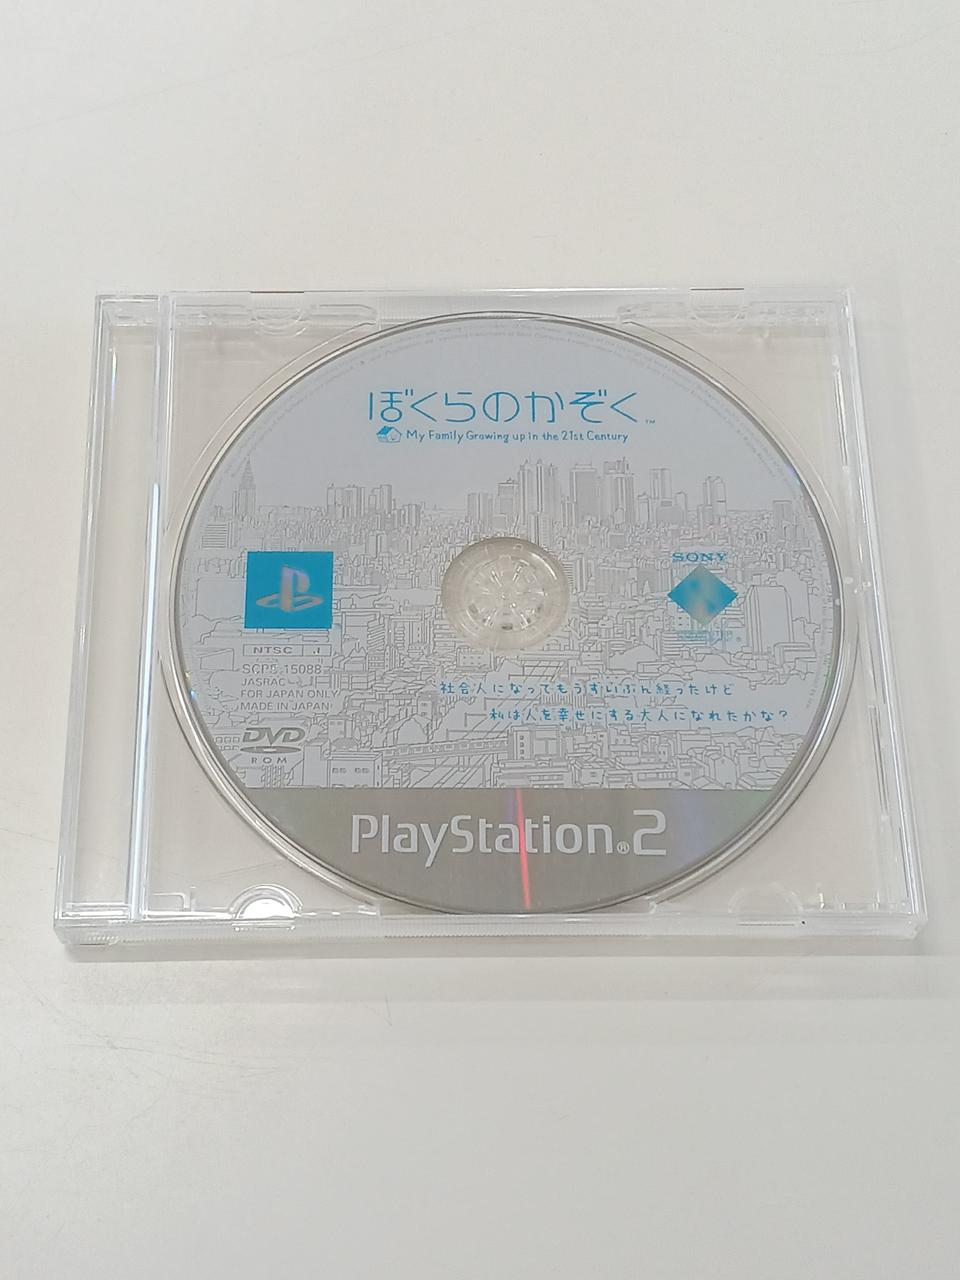 ぼくらのかぞく™
My Family Growing up in the 21st Century
SONY
NTSC J
SCPS-15088
JASRAC
FOR JAPAN ONLY
MADE IN JAPAN
社会人になってもうずいぶん経ったけど
私は人を幸せにする大人になれたかな?
DVD
ROM
PlayStation®2